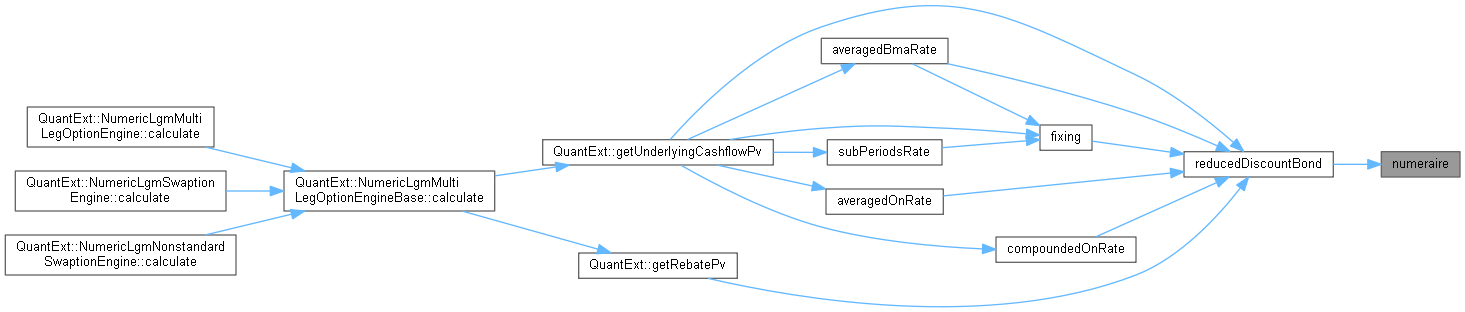 QuantExt::NumericLgmMulti
LegOptionEngine::calculate
QuantExt::NumericLgmSwaption
Engine::calculate
QuantExt::NumericLgmNonstandard
SwaptionEngine::calculate
QuantExt::NumericLgmMulti
LegOptionEngineBase::calculate
QuantExt::getUnderlyingCashflowPv
QuantExt::getRebatePv
averagedBmaRate
subPeriodsRate
averagedOnRate
compoundedOnRate
fixing
reducedDiscountBond
numeraire